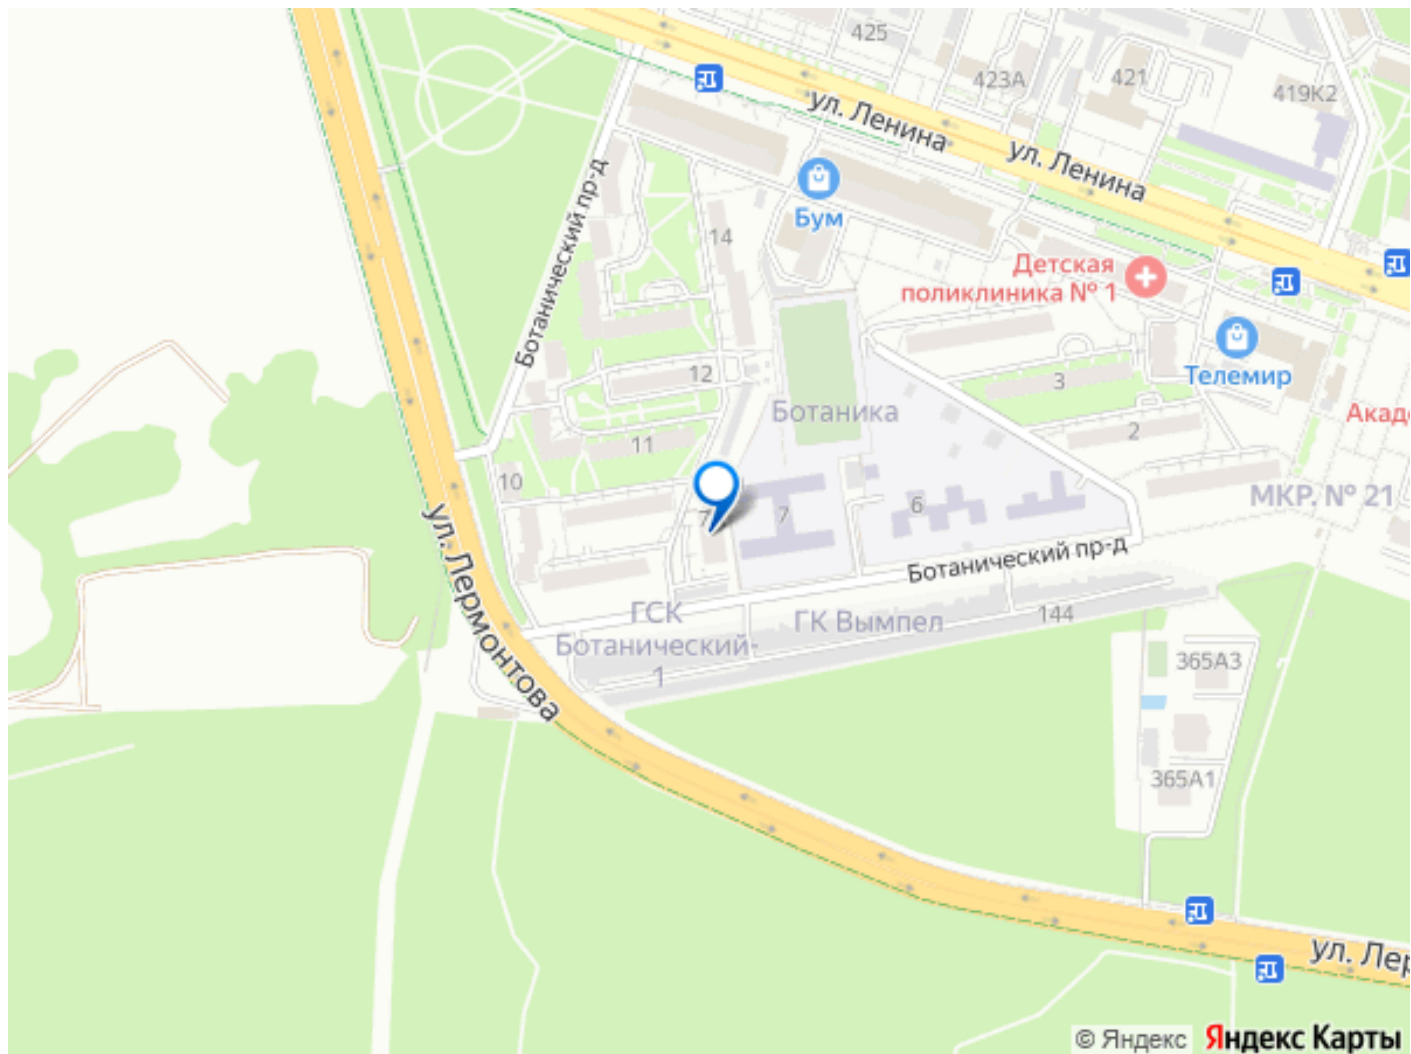 425
423А
421
419К2
ул. Ленина
ул. Ленина
Ботанический пр-д
Бум
14
Детская
поликлиника № 1
Телемир
12
3
Ботаника
2
11
10
7
6
МКР. № 21
ул. Лермонтова
Ботанический пр-д
ГСК
Ботанический-
1
ГК Вымпел
144
365А3
365А1
© Яндекс
Яндекс Карты